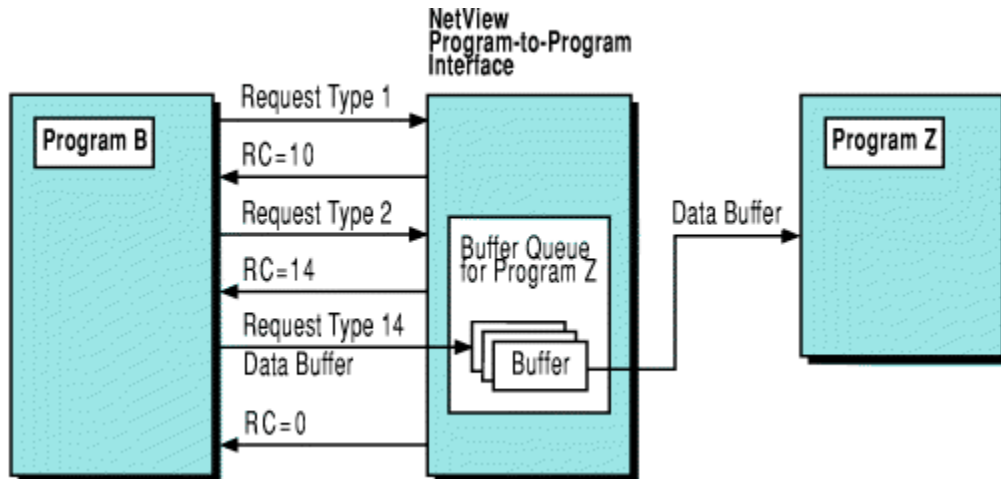 NetView
Program-to-Program
Interface
Program B
Request Type 1
RC=10
Request Type 2
RC=14
Request Type 14
Data Buffer
RC=0
Buffer Queue
for Program Z
Buffer
Data Buffer
Program Z